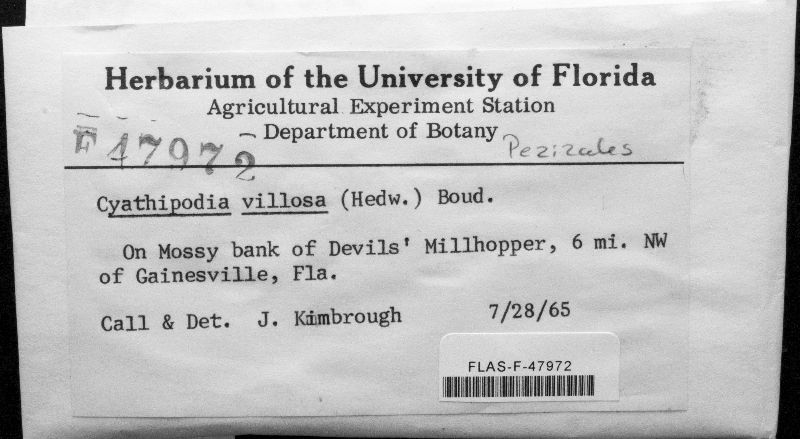 Herbarium of the University of Florida
Agricultural Experiment Station
Department of Botany
F 47972
Pezizales
Cyathipodia villosa (Hedw.) Boud.
On Mossy bank of Devils' Millhopper, 6 mi. NW
of Gainesville, Fla.
Call & Det. J. Kimbrough 7/28/65
FLAS-F-47972